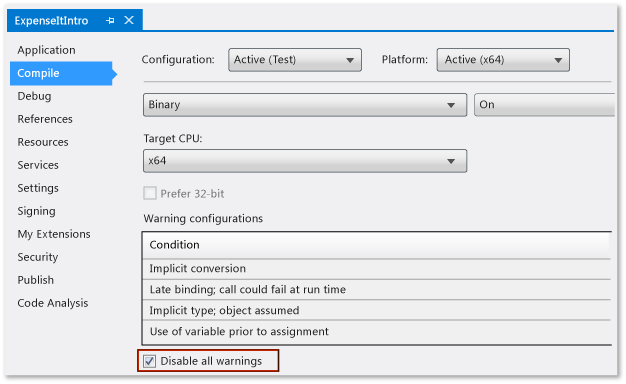 ExpenseItIntro
Application
Compile
Debug
References
Resources
Services
Settings
Signing
My Extensions
Security
Publish
Code Analysis
Configuration: Active (Test) Platform: Active (x64)
Binary On
Target CPU:
x64
Prefer 32-bit
Warning configurations
Condition
Implicit conversion
Late binding; call could fail at run time
Implicit type; object assumed
Use of variable prior to assignment
Disable all warnings